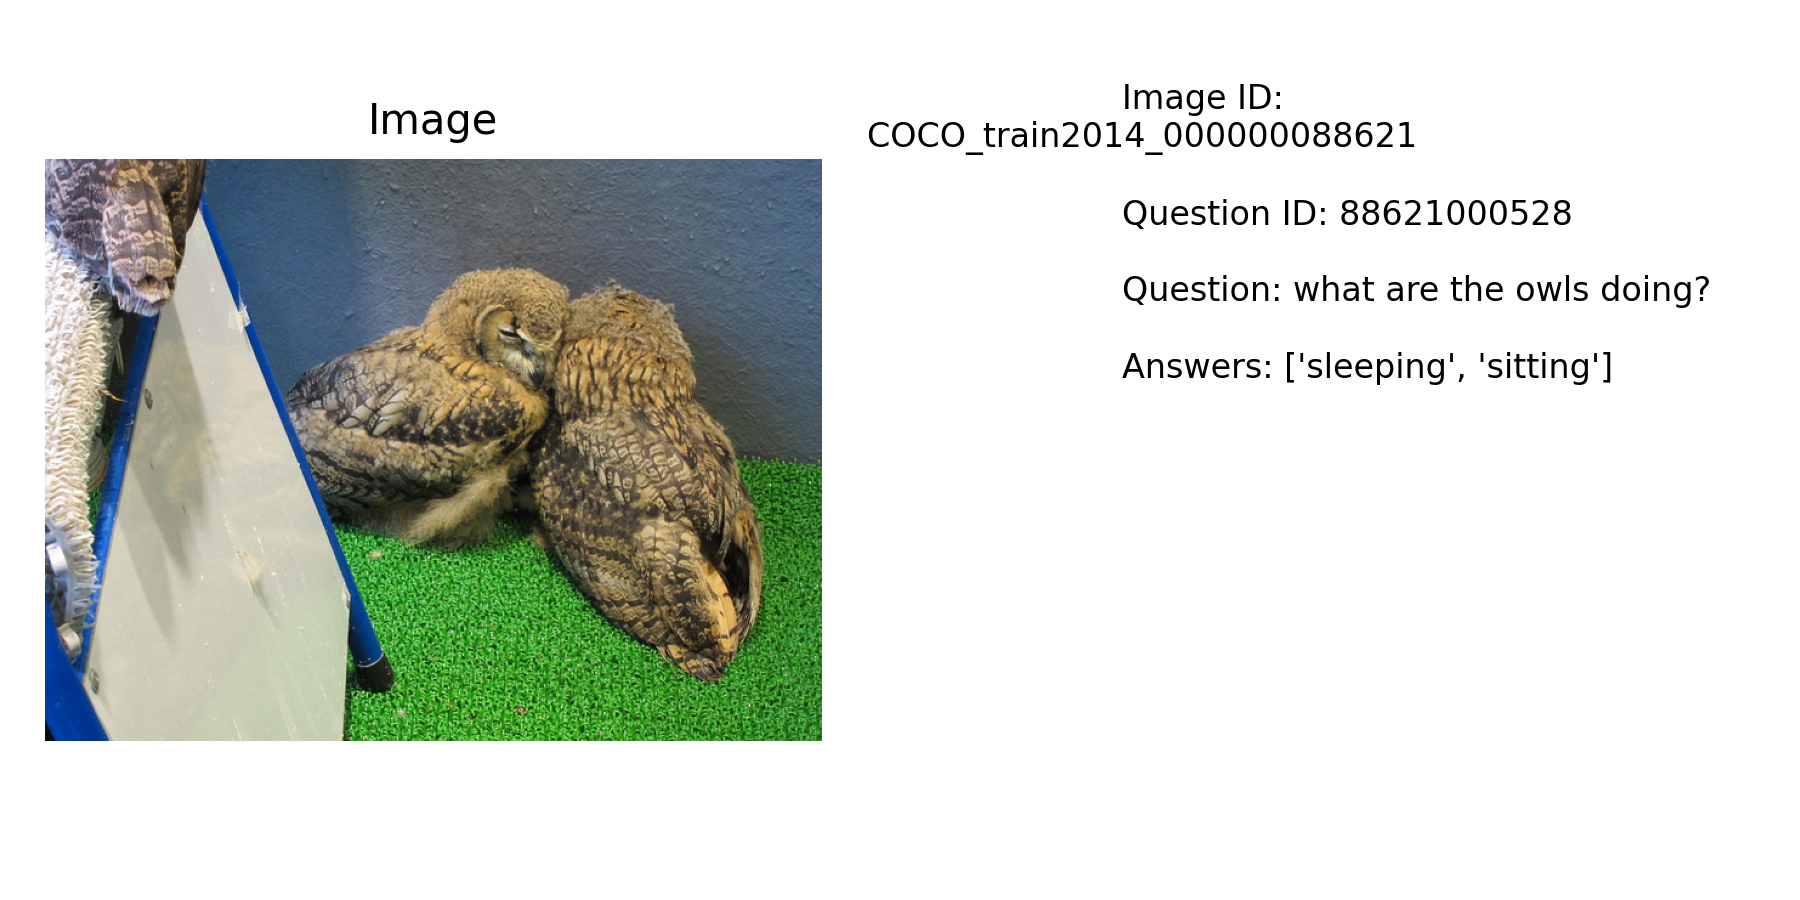 Image
Image ID:
COCO_train2014_000000088621
Question ID: 88621000528
Question: what are the owls doing?
Answers: ['sleeping', 'sitting']